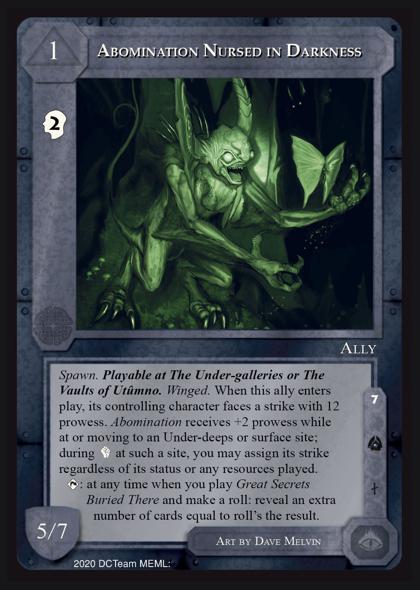 1
Abomination Nursed in Darkness
2
Ally
Spawn. Playable at The Under-galleries or The
Vaults of Utûmno. Winged. When this ally enters
play, its controlling character faces a strike with 12
prowess. Abomination receives +2 prowess while
at or moving to an Under-deeps or surface site;
during at such a site, you may assign its strike
regardless of its status or any resources played.
: at any time when you play Great Secrets
Buried There and make a roll: reveal an extra
number of cards equal to roll's the result.
7
5/7
Art by Dave Melvin
2020 DCTeam MEML: